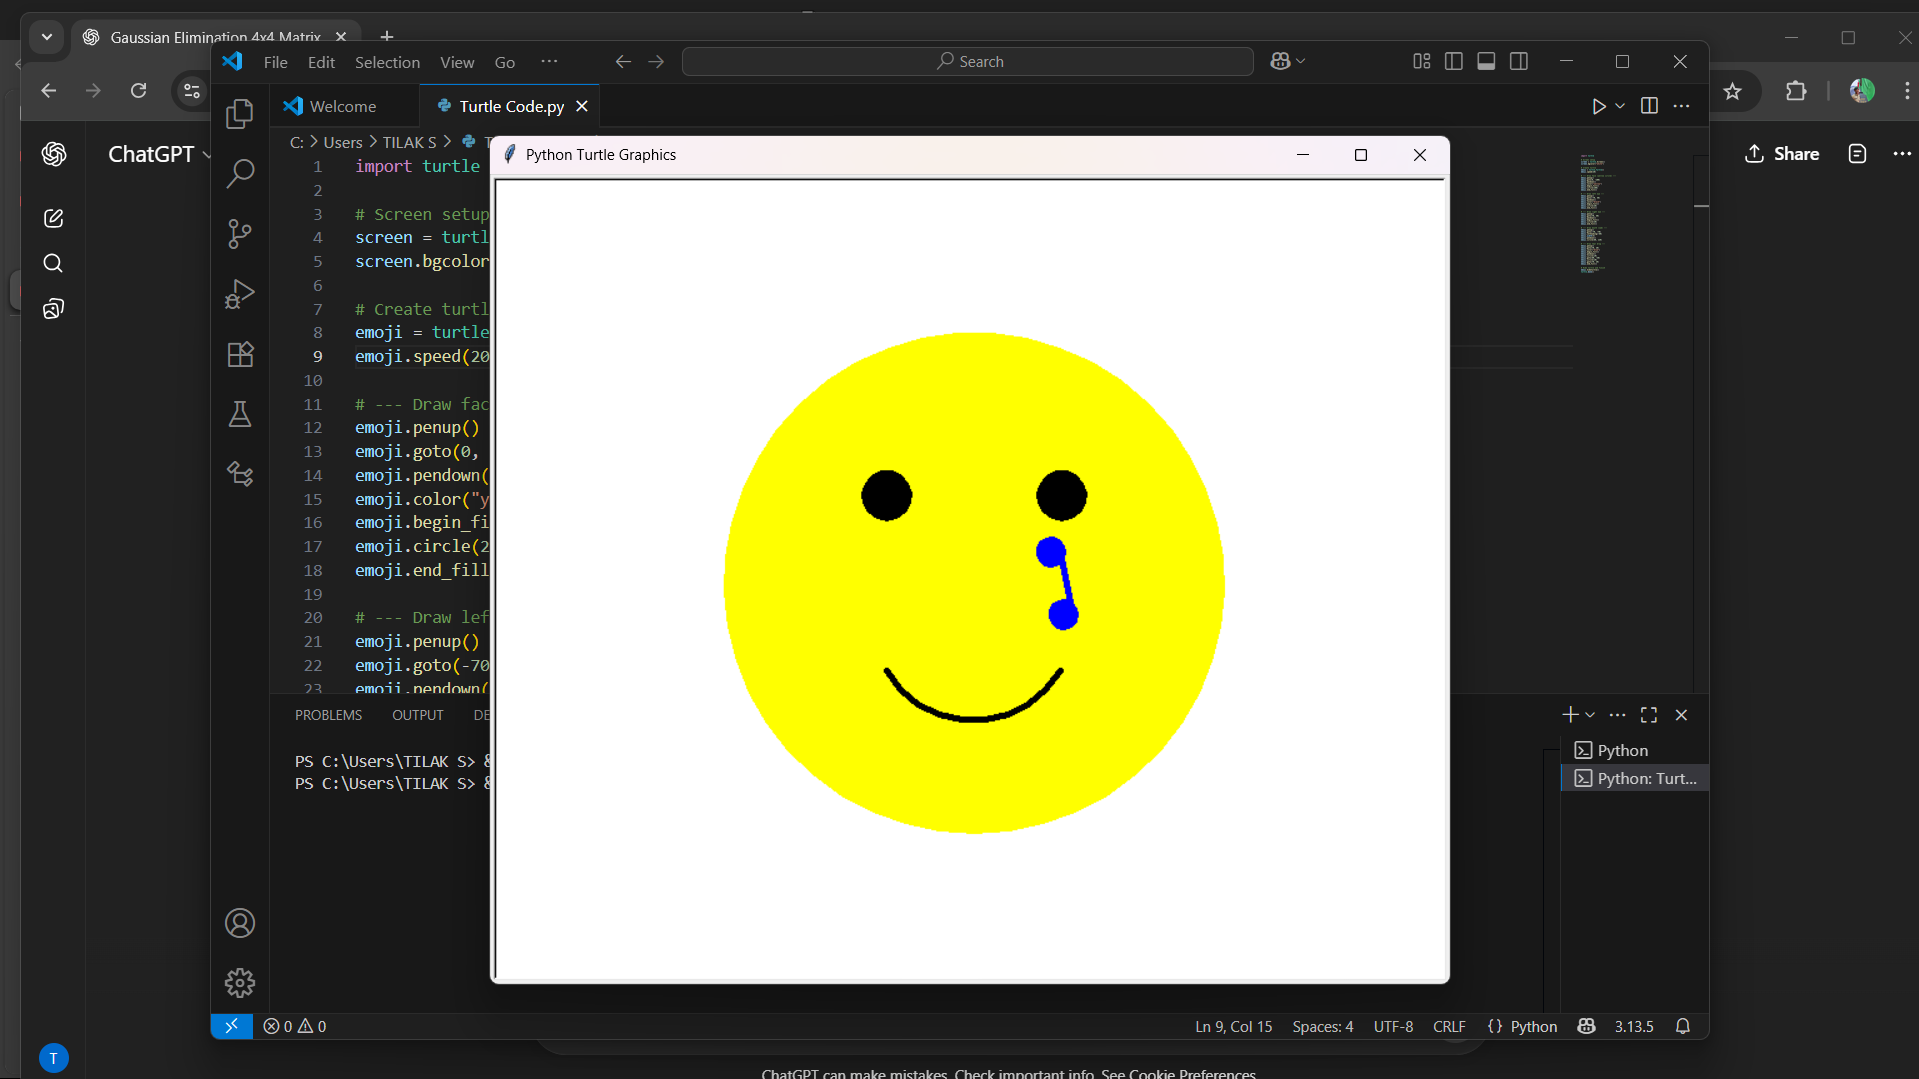 Gaussian Elimination 4x4 Matrix
File Edit Selection View Go ···
Search
Welcome
Turtle Code.py
ChatGPT
Share
C: > Users > TILAK S >
Python Turtle Graphics
1 import turtle
2
3 # Screen setup
4 screen = turtl
5 screen.bgcolor
6
7 # Create turtl
8 emoji = turtle
9 emoji.speed(20
10
11 # --- Draw fac
12 emoji.penup()
13 emoji.goto(0,
14 emoji.pendown(
15 emoji.color("y
16 emoji.begin_fi
17 emoji.circle(2
18 emoji.end_fill
19
20 # --- Draw lef
21 emoji.penup()
22 emoji.goto(-70
23 emoji.pendown(
PROBLEMS OUTPUT DE
PS C:\Users\TILAK S> &
PS C:\Users\TILAK S> &
Python
Python: Turt...
0 0
Ln 9, Col 15 Spaces: 4 UTF-8 CRLF {} Python 3.13.5
T
ChatGPT can make mistakes. Check important info. See Cookie Preferences.